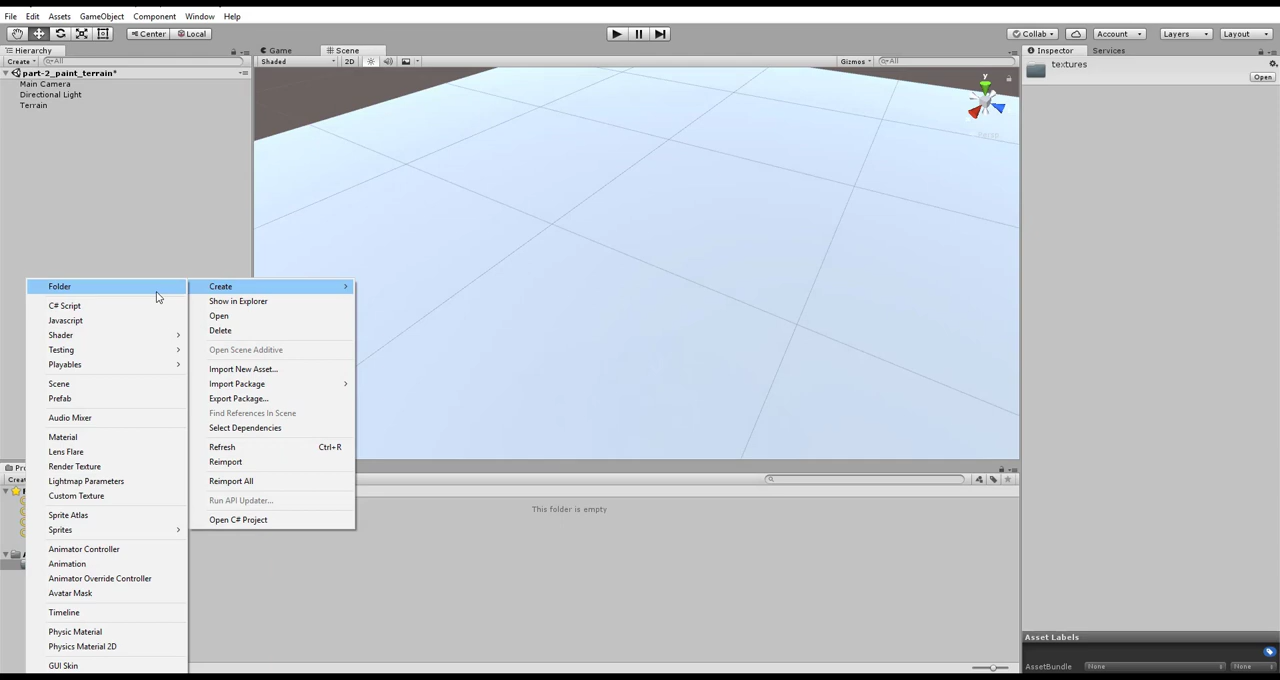 File Edit Assets GameObject Component Window Help
Center Local Collab Account Layers Layout
Hierarchy
Create All
part-2_paint_terrain*
Main Camera
Directional Light
Terrain
Game Scene
Shaded 2D Gizmos All
y
Persp
Inspector Services
textures
Open
Folder
C# Script
Javascript
Shader
Testing
Playables
Scene
Prefab
Audio Mixer
Material
Lens Flare
Render Texture
Lightmap Parameters
Custom Texture
Sprite Atlas
Sprites
Animator Controller
Animation
Animator Override Controller
Avatar Mask
Timeline
Physic Material
Physics Material 2D
GUI Skin
Create
Show in Explorer
Open
Delete
Open Scene Additive
Import New Asset...
Import Package
Export Package...
Find References In Scene
Select Dependencies
Refresh Ctrl+R
Reimport
Reimport All
Run API Updater...
Open C# Project
This folder is empty
Asset Labels
AssetBundle None None